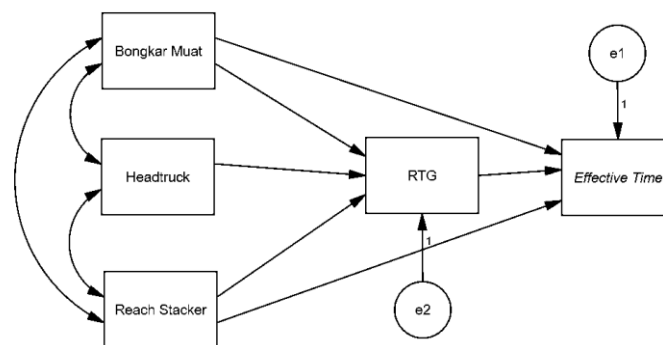 Bongkar Muat
e1
1
Headtruck
RTG
Effective Time
1
Reach Stacker
e2